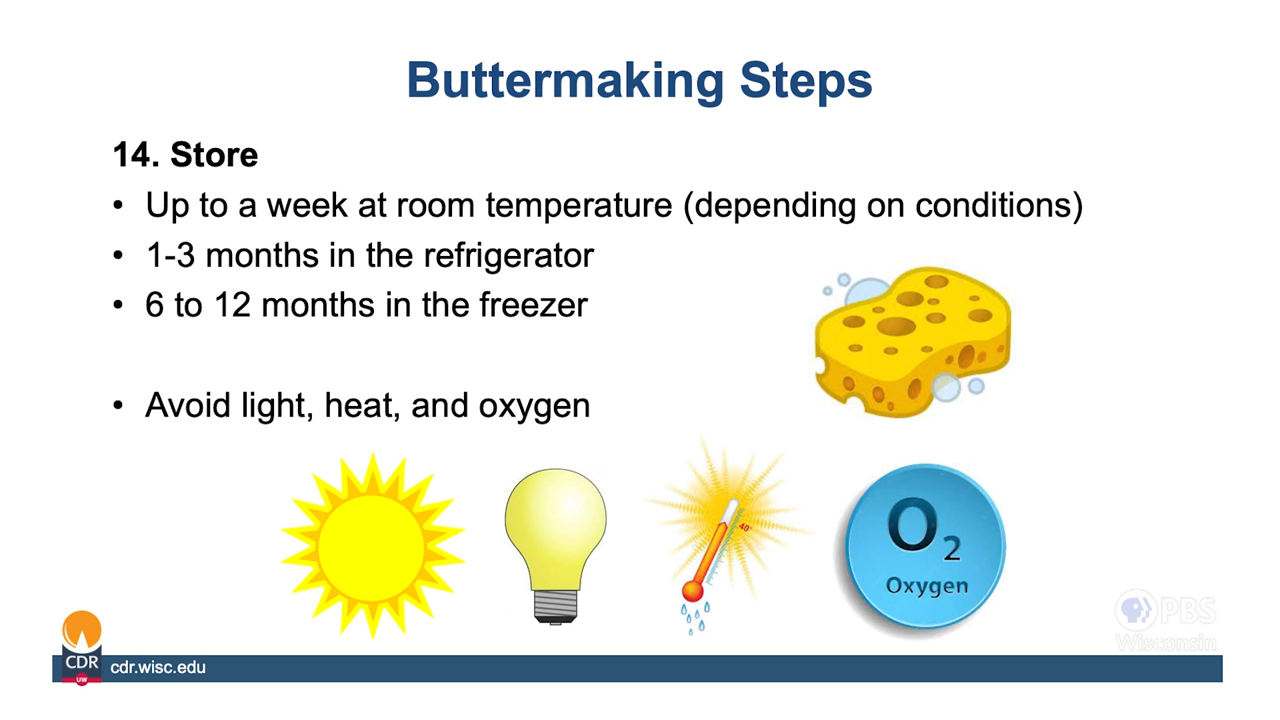 Buttermaking Steps
14. Store
• Up to a week at room temperature (depending on conditions)
• 1-3 months in the refrigerator
• 6 to 12 months in the freezer
• Avoid light, heat, and oxygen
40°
O2
Oxygen
PBS
Wisconsin
CDR
UW
cdr.wisc.edu